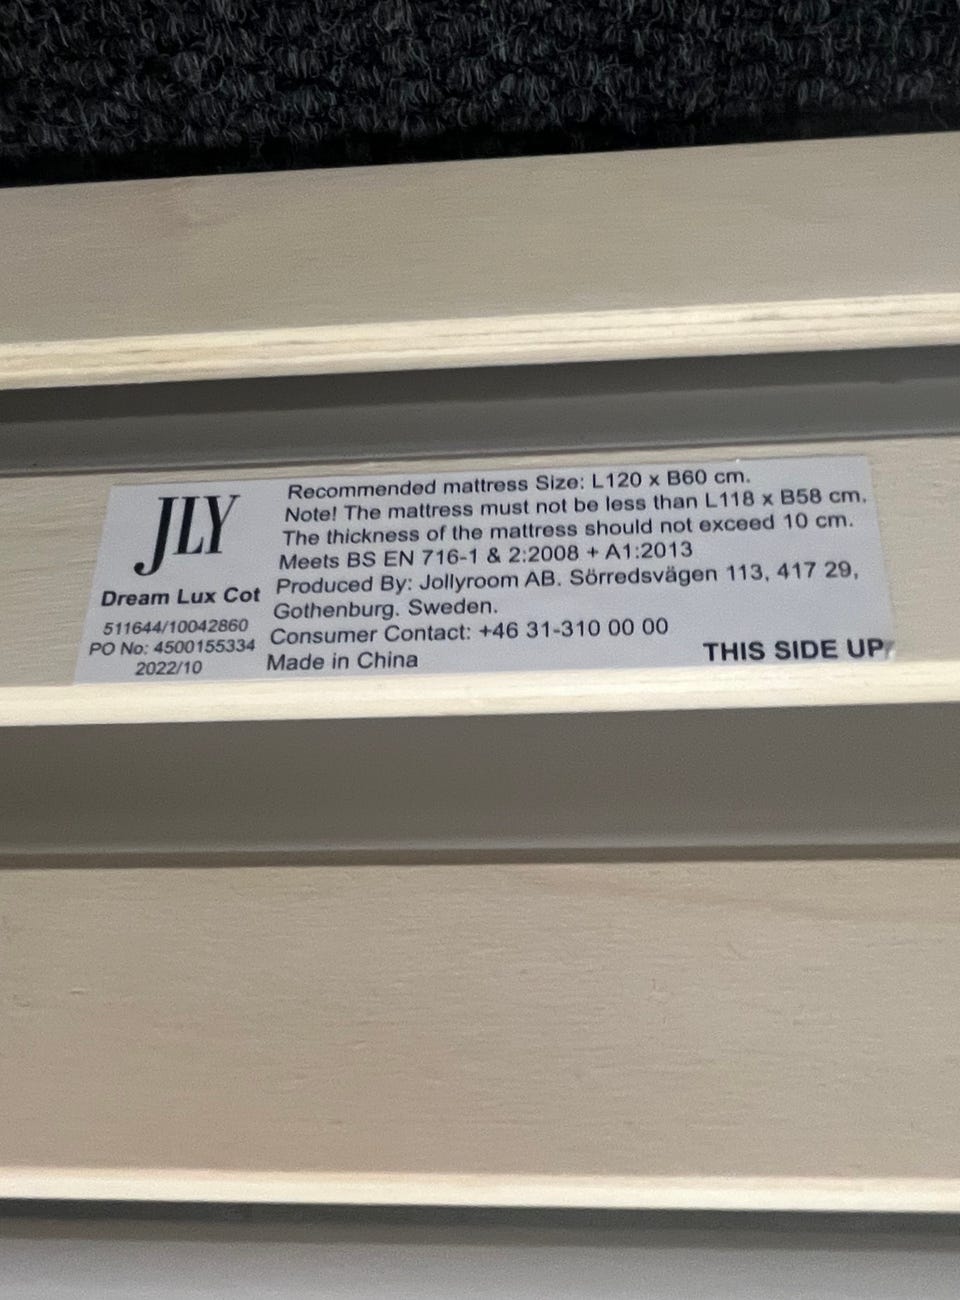 JLY
Dream Lux Cot
511644/10042860
PO No: 4500155334
2022/10
Recommended mattress Size: L120 x B60 cm.
Note! The mattress must not be less than L118 x B58 cm.
The thickness of the mattress should not exceed 10 cm.
Meets BS EN 716-1 & 2:2008 + A1:2013
Produced By: Jollyroom AB. Sörredsvägen 113, 417 29,
Gothenburg. Sweden.
Consumer Contact: +46 31-310 00 00
Made in China
THIS SIDE UP